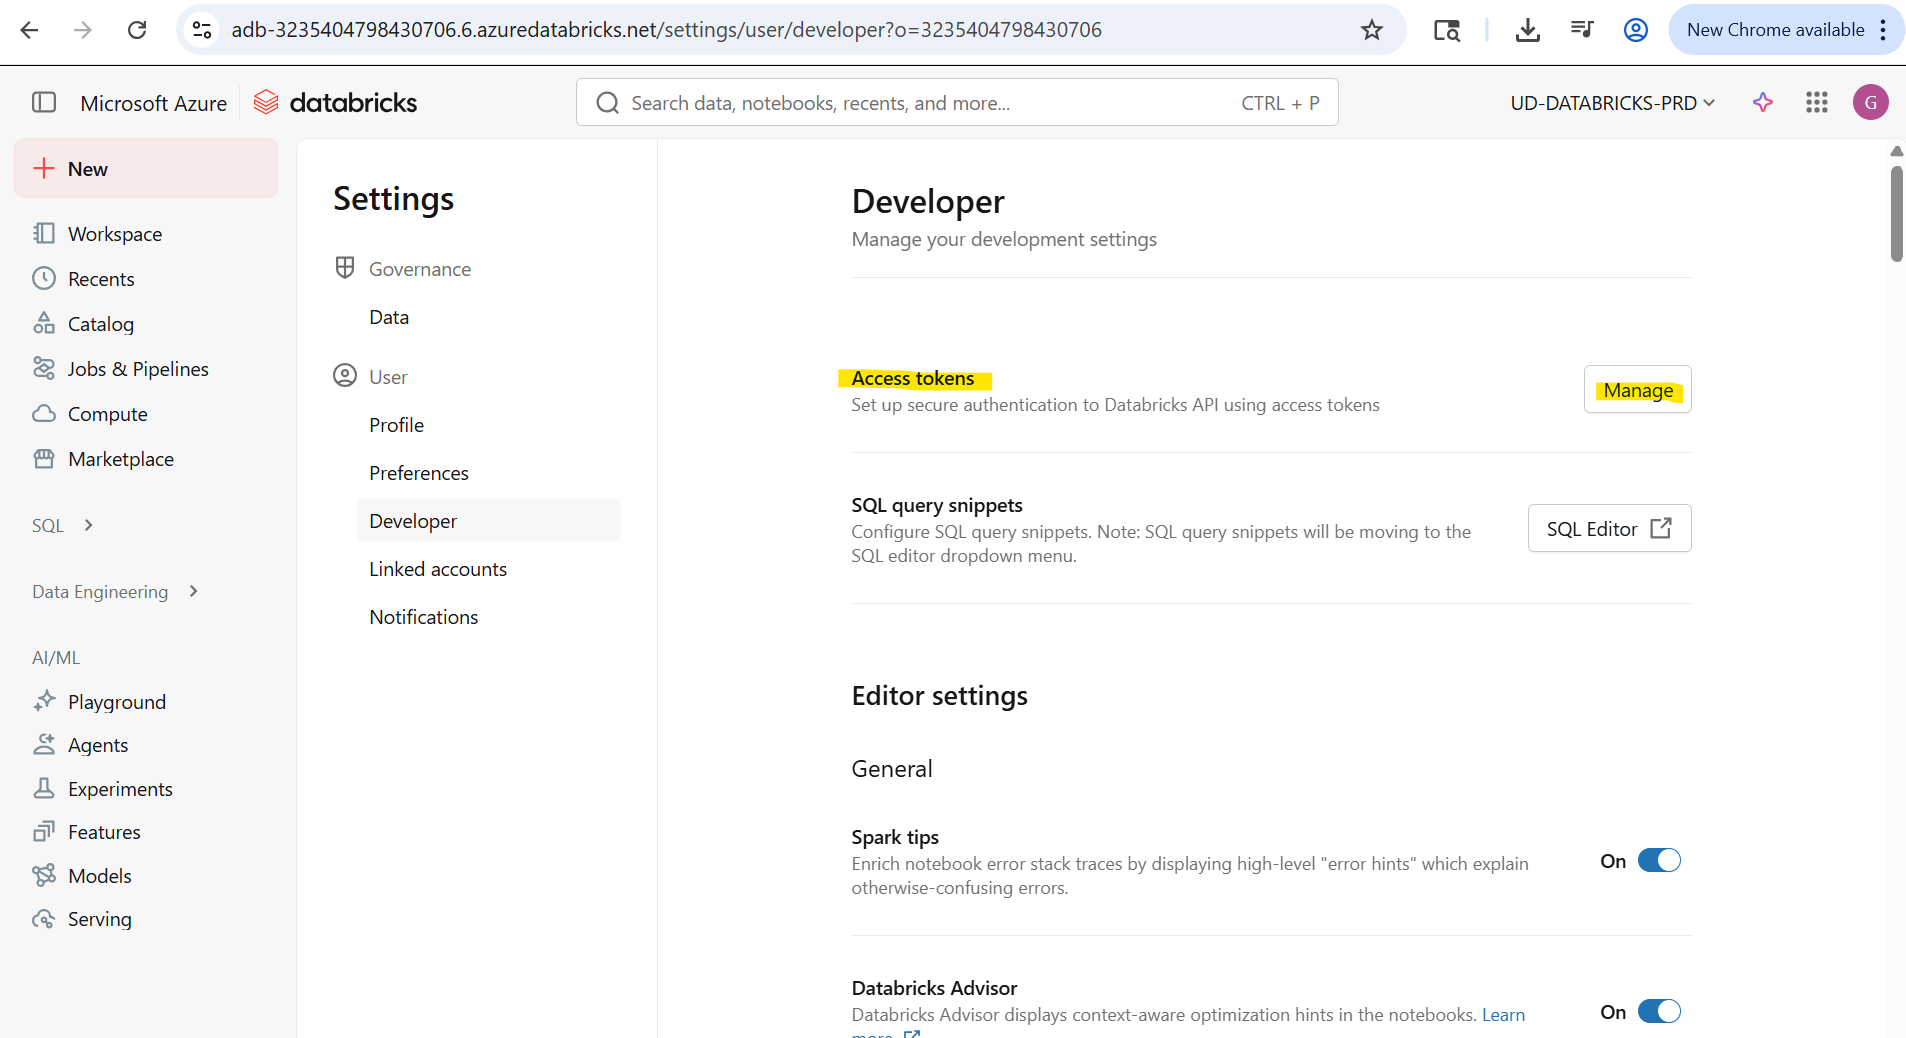 adb-3235404798430706.6.azuredatabricks.net/settings/user/developer?o=3235404798430706
New Chrome available
Microsoft Azure
databricks
Search data, notebooks, recents, and more...
CTRL + P
UD-DATABRICKS-PRD
G
New
Workspace
Recents
Catalog
Jobs & Pipelines
Compute
Marketplace
SQL
Data Engineering
AI/ML
Playground
Agents
Experiments
Features
Models
Serving
Settings
Governance
Data
User
Profile
Preferences
Developer
Linked accounts
Notifications
Developer
Manage your development settings
Access tokens
Set up secure authentication to Databricks API using access tokens
Manage
SQL query snippets
Configure SQL query snippets. Note: SQL query snippets will be moving to the
SQL editor dropdown menu.
SQL Editor
Editor settings
General
Spark tips
Enrich notebook error stack traces by displaying high-level "error hints" which explain
otherwise-confusing errors.
On
Databricks Advisor
Databricks Advisor displays context-aware optimization hints in the notebooks. Learn
more
On